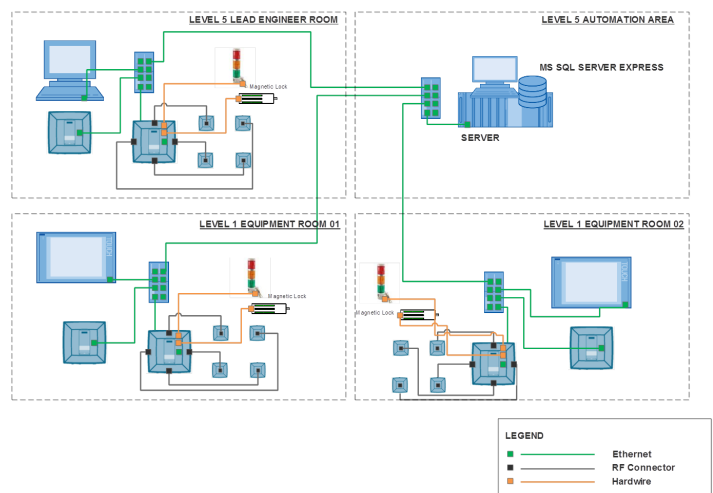 LEVEL 5 LEAD ENGINEER ROOM
LEVEL 5 AUTOMATION AREA
Magnetic Lock
MS SQL SERVER EXPRESS
SERVER
LEVEL 1 EQUIPMENT ROOM 01
LEVEL 1 EQUIPMENT ROOM 02
Magnetic Lock
Magnetic Lock
LEGEND
Ethernet
RF Connector
Hardwire